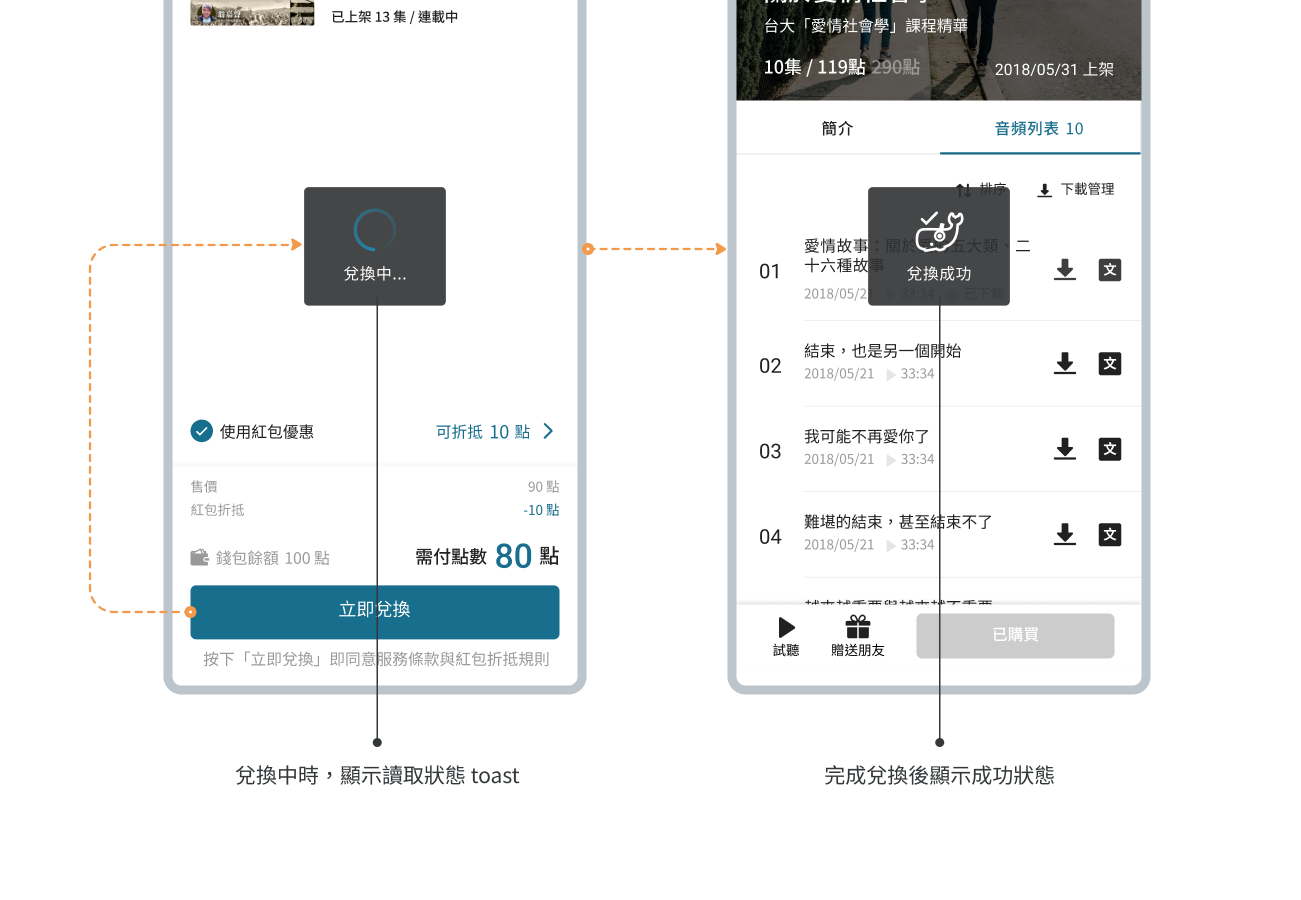 已上架 13 集 / 連載中
兌換中...
使用紅包優惠
可折抵 10 點
售價
90 點
紅包折抵
-10 點
錢包餘額 100 點
需付點數 80 點
立即兌換
按下「立即兌換」即同意服務條款與紅包折抵規則
兌換中時，顯示讀取狀態 toast
台大「愛情社會學」課程精華
10集 / 119點 290點
2018/05/31 上架
簡介
音頻列表 10
排序
下載管理
兌換成功
01
愛情故事：關於
五大類、二
十六種故事
2018/05/21
33:34
已下載
文
02
結束，也是另一個開始
2018/05/21
33:34
文
03
我可能不再愛你了
2018/05/21
33:34
文
04
難堪的結束，甚至結束不了
2018/05/21
33:34
文
試聽
贈送朋友
已購買
完成兌換後顯示成功狀態